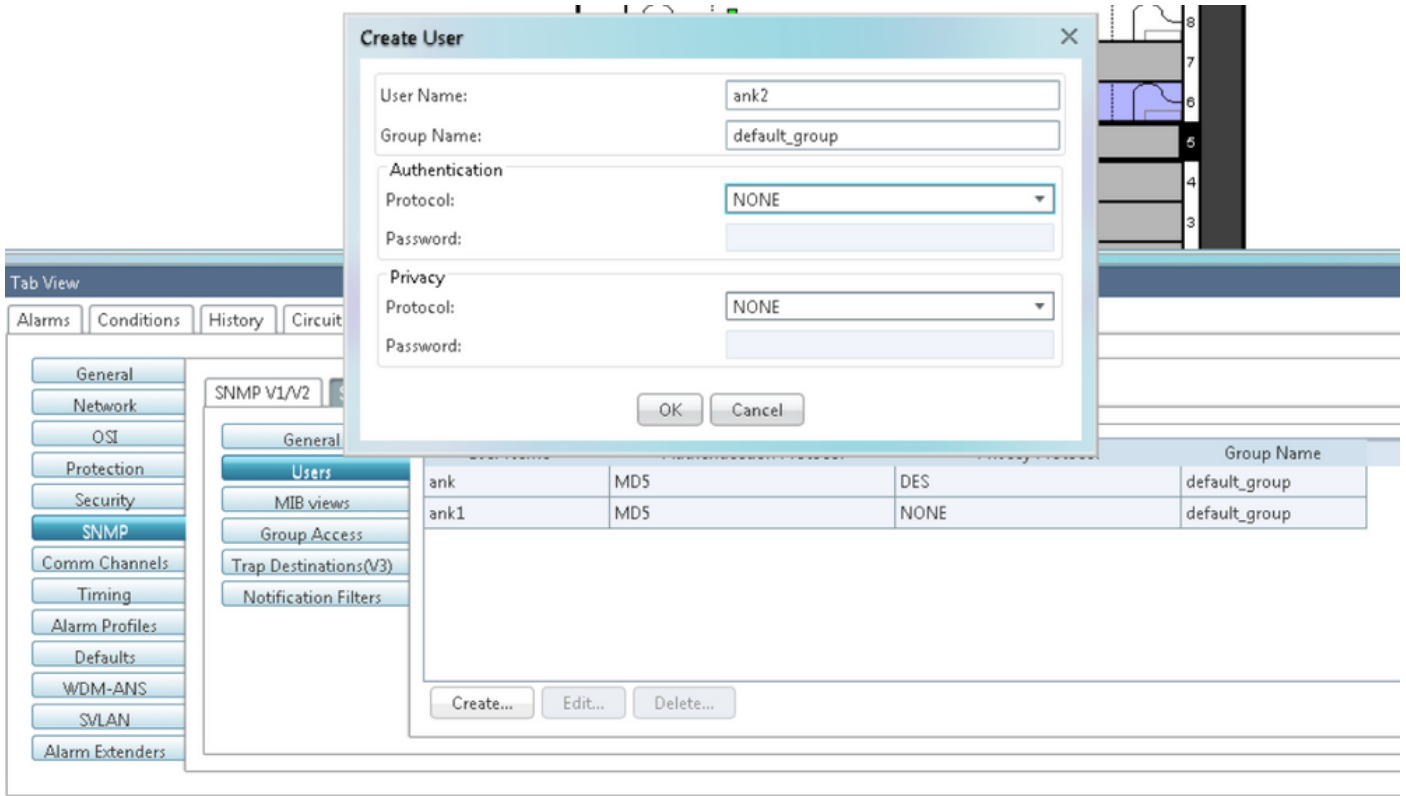 Create User
8
7
6
5
4
3
User Name:
ank2
Group Name:
default_group
Authentication
Protocol:
NONE
Password:
Privacy
Protocol:
NONE
Password:
OK
Cancel
Tab View
Alarms
Conditions
History
Circuit
General
Network
OSI
Protection
Security
SNMP
Comm Channels
Timing
Alarm Profiles
Defaults
WDM-ANS
SVLAN
Alarm Extenders
SNMP V1/V2
General
Users
MIB views
Group Access
Trap Destinations(V3)
Notification Filters
Group Name
ank MD5 DES default_group
ank1 MD5 NONE default_group
Create...
Edit...
Delete...